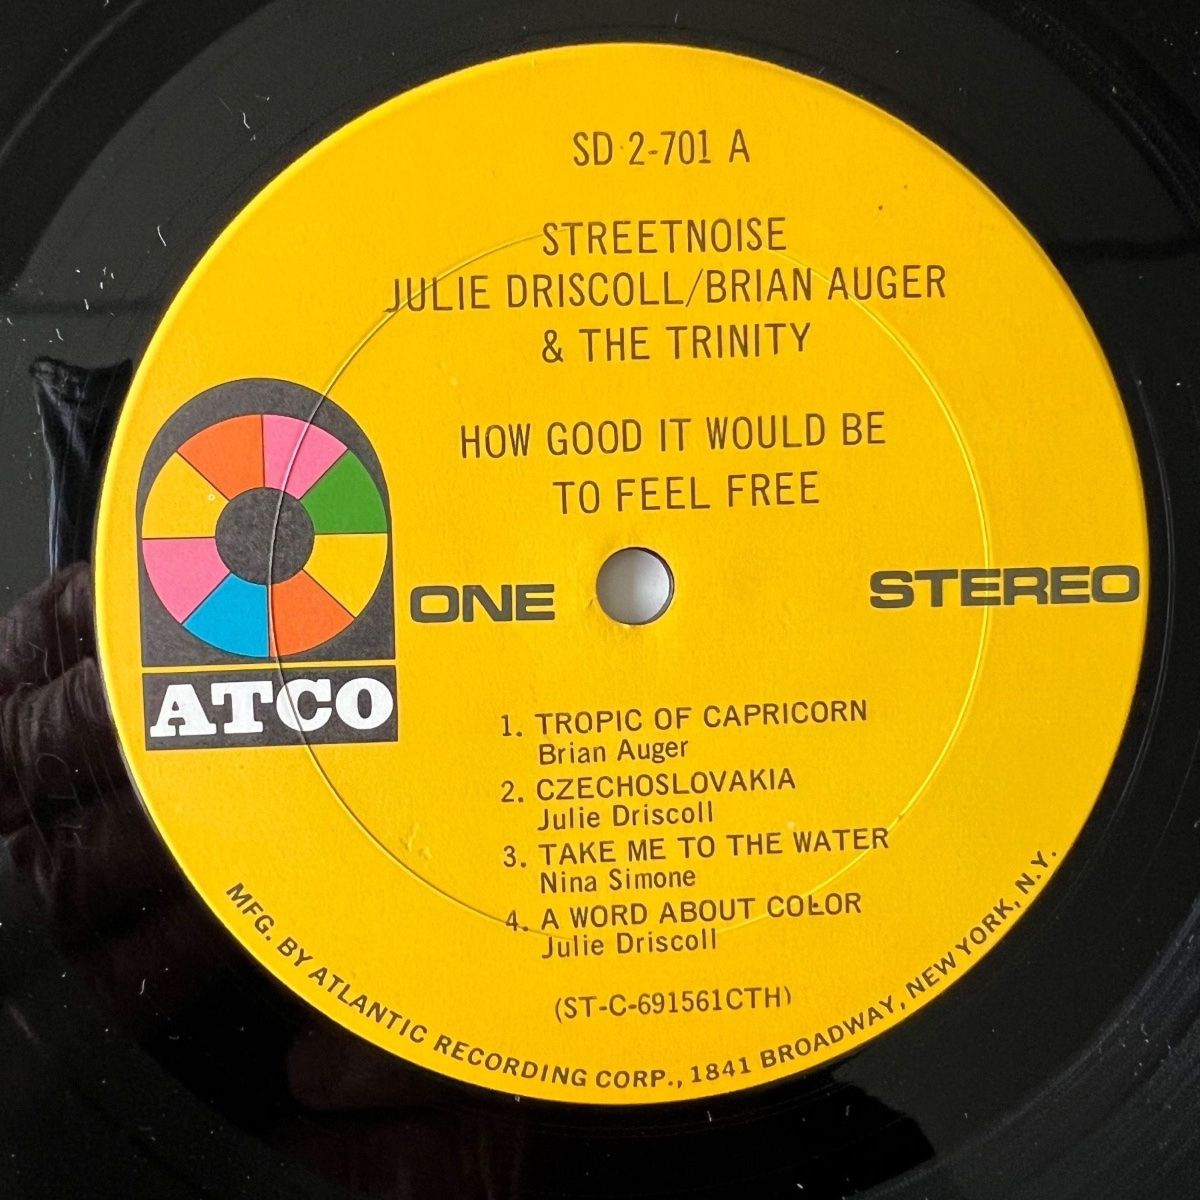 SD 2-701 A
STREETNOISE
JULIE DRISCOLL/BRIAN AUGER
& THE TRINITY
HOW GOOD IT WOULD BE
TO FEEL FREE
ONE
STEREO
ATCO
1. TROPIC OF CAPRICORN
Brian Auger
2. CZECHOSLOVAKIA
Julie Driscoll
3. TAKE ME TO THE WATER
Nina Simone
4. A WORD ABOUT COLOR
Julie Driscoll
(ST-C-691561CTH)
MFG. BY ATLANTIC RECORDING CORP., 1841 BROADWAY, NEW YORK, N.Y.